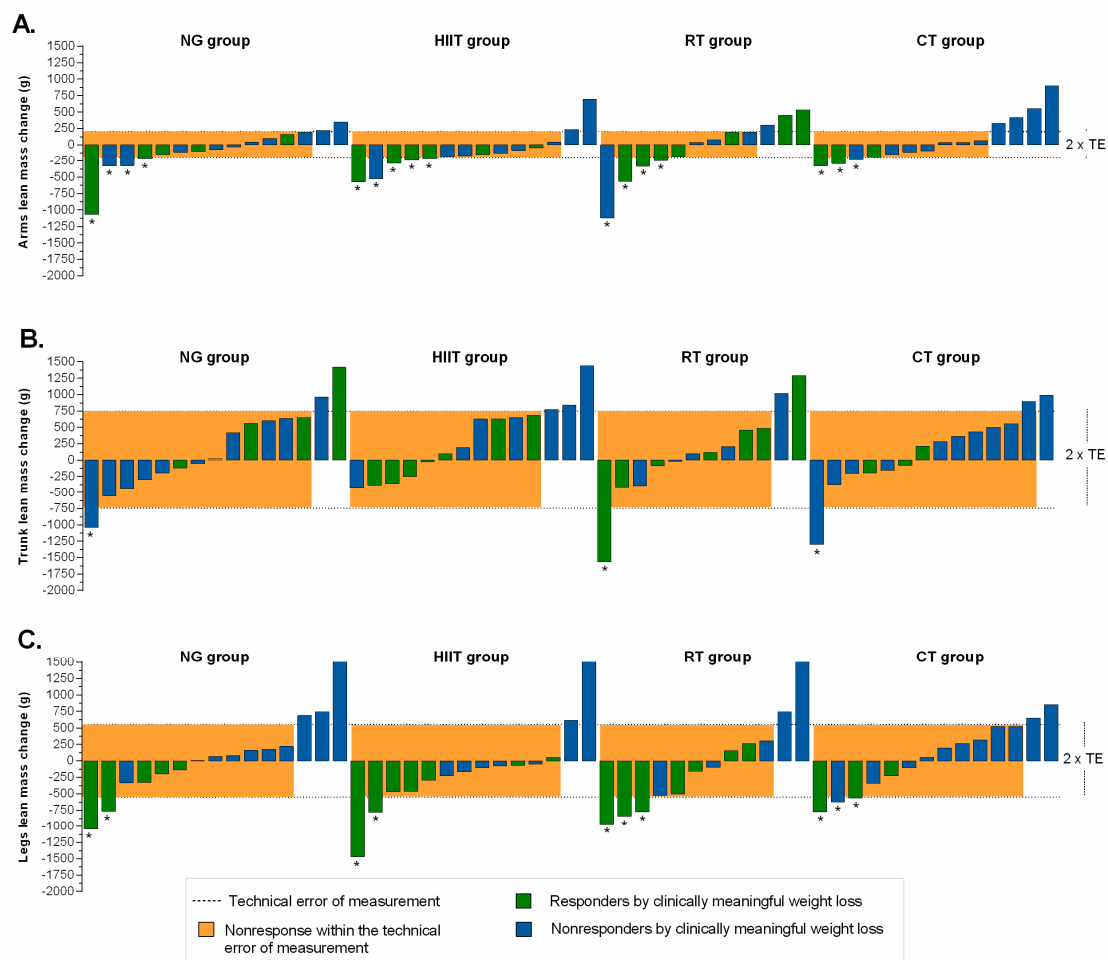 A.
NG group HIIT group RT group CT group
Arms lean mass change (g)
1500
1250
1000
750
500
250
0
-250
-500
-750
-1000
-1250
-1500
-1750
-2000
2 x TE
* * * * * * * * * * * * * * * *
B.
NG group HIIT group RT group CT group
Trunk lean mass change (g)
1500
1250
1000
750
500
250
0
-250
-500
-750
-1000
-1250
-1500
-1750
-2000
2 x TE
* * *
C.
NG group HIIT group RT group CT group
Legs lean mass change (g)
1500
1250
1000
750
500
250
0
-250
-500
-750
-1000
-1250
-1500
-1750
-2000
2 x TE
* * * * * * * * * *
Technical error of measurement
Nonresponse within the technical
error of measurement
Responders by clinically meaningful weight loss
Nonresponders by clinically meaningful weight loss